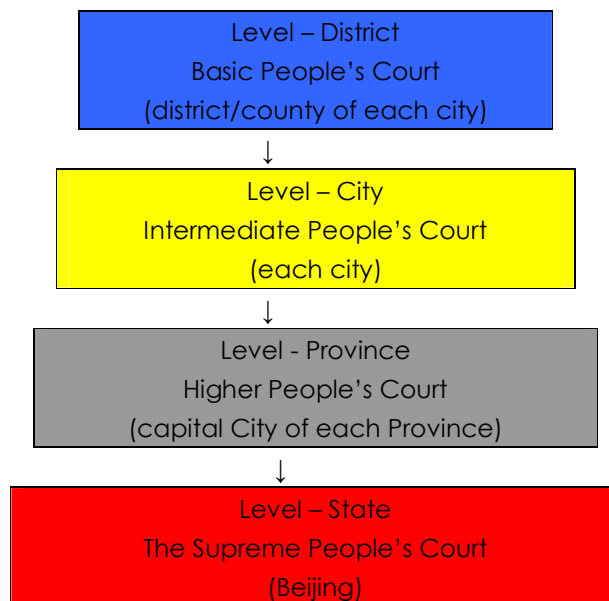 Level – District
Basic People’s Court
(district/county of each city)
↓
Level – City
Intermediate People’s Court
(each city)
↓
Level - Province
Higher People’s Court
(capital City of each Province)
↓
Level – State
The Supreme People’s Court
(Beijing)